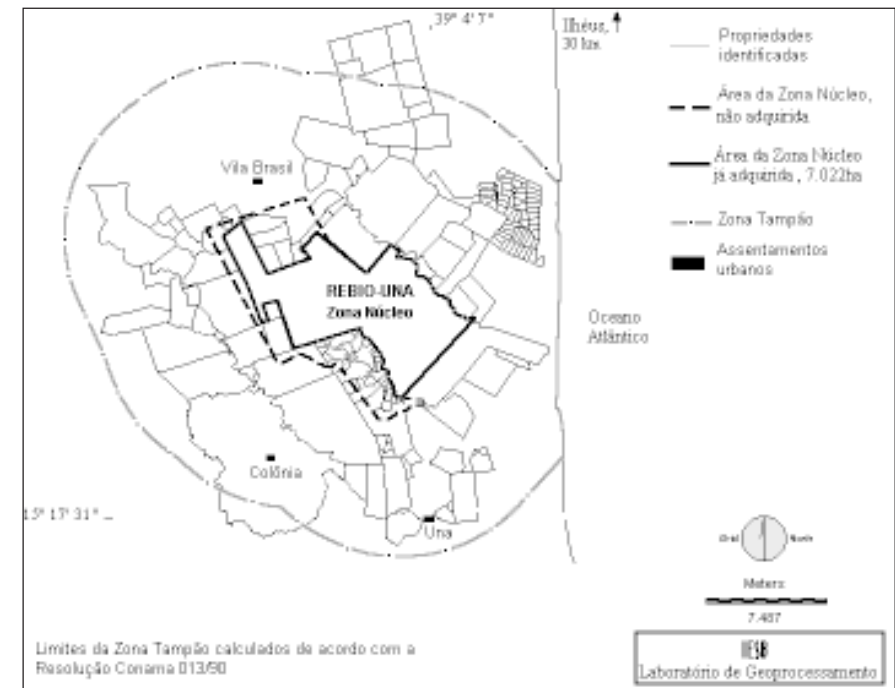 39° 4' 7"
Ilhéus,
30 km
Propriedades
identificadas
Área da Zona Núcleo,
não adquirida
Área da Zona Núcleo
já adquirida, 7.022ha
Zona Tampão
Assentamentos
urbanos
Vila Brasil
REBIO-UNA
Zona Núcleo
Oceano
Atlântico
Colônia
15° 17' 31"
Una
Grid
North
Meters
7.487
Limites da Zona Tampão calculados de acordo com a
Resolução Conama 013/90
IESB
Laboratório de Geoprocessamento